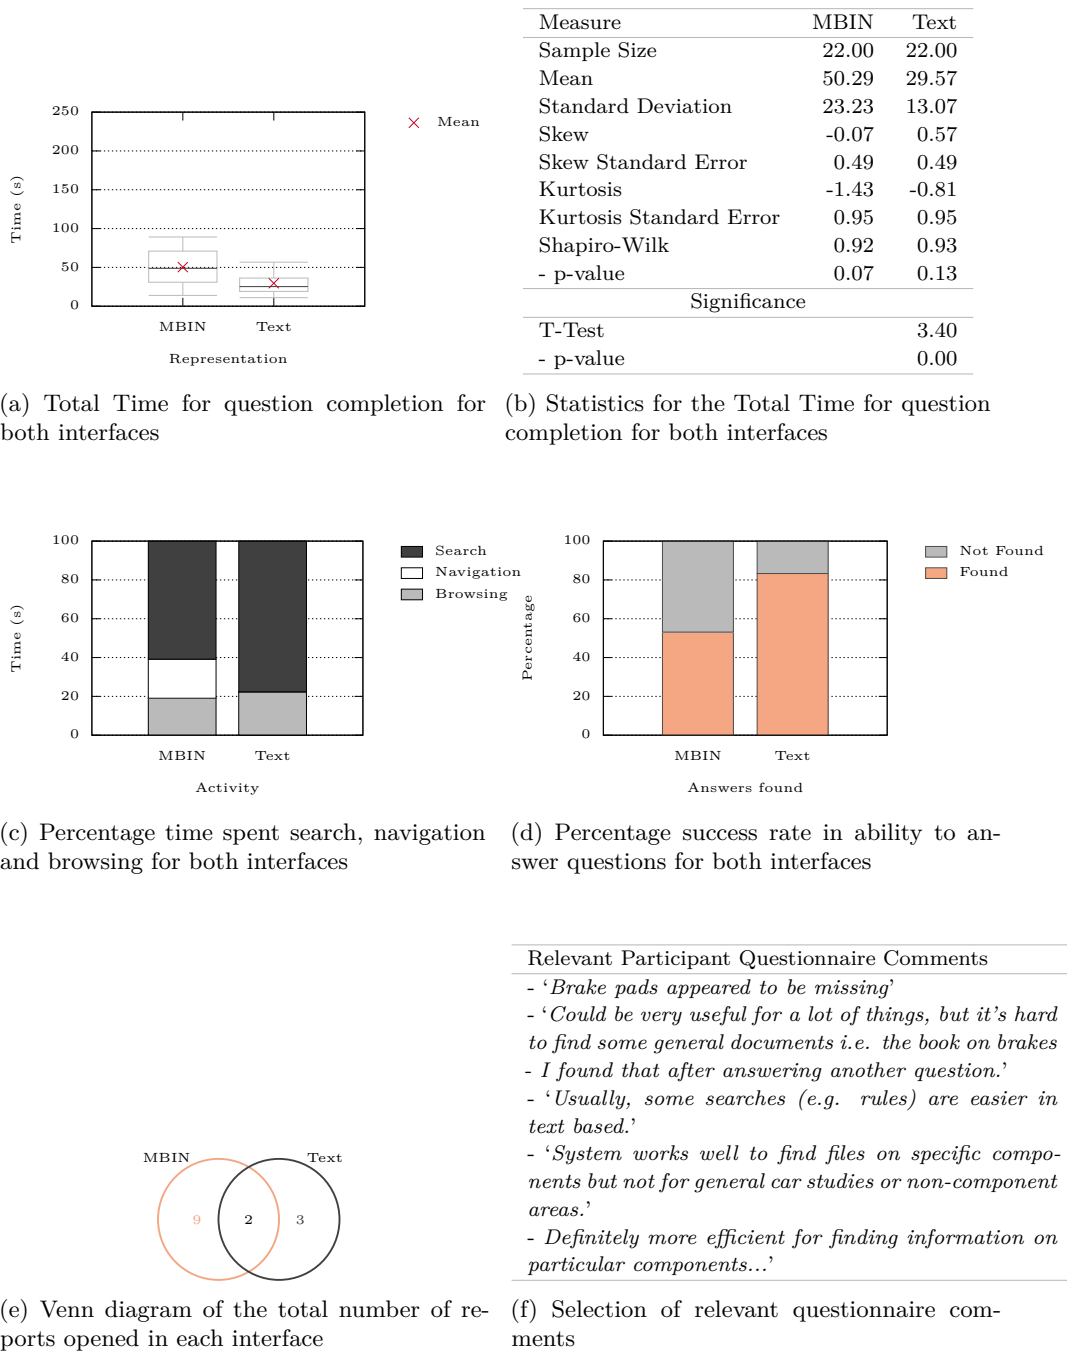 250
200
150
100
50
0
Time (s)
MBIN Text
Representation
Mean
Measure MBIN Text
Sample Size 22.00 22.00
Mean 50.29 29.57
Standard Deviation 23.23 13.07
Skew -0.07 0.57
Skew Standard Error 0.49 0.49
Kurtosis -1.43 -0.81
Kurtosis Standard Error 0.95 0.95
Shapiro-Wilk 0.92 0.93
- p-value 0.07 0.13
Significance
T-Test 3.40
- p-value 0.00
(a) Total Time for question completion for
both interfaces
(b) Statistics for the Total Time for question
completion for both interfaces
100
80
60
40
20
0
Time (s)
MBIN Text
Activity
Search
Navigation
Browsing
100
80
60
40
20
0
Percentage
MBIN Text
Answers found
Not Found
Found
(c) Percentage time spent search, navigation
and browsing for both interfaces
(d) Percentage success rate in ability to an-
swer questions for both interfaces
MBIN Text
9 2 3
(e) Venn diagram of the total number of re-
ports opened in each interface
Relevant Participant Questionnaire Comments
- ‘Brake pads appeared to be missing’
- ‘Could be very useful for a lot of things, but it's hard
to find some general documents i.e. the book on brakes
- I found that after answering another question.’
- ‘Usually, some searches (e.g. rules) are easier in
text based.’
- ‘System works well to find files on specific compo-
nents but not for general car studies or non-component
areas.’
- Definitely more efficient for finding information on
particular components...’
(f) Selection of relevant questionnaire com-
ments